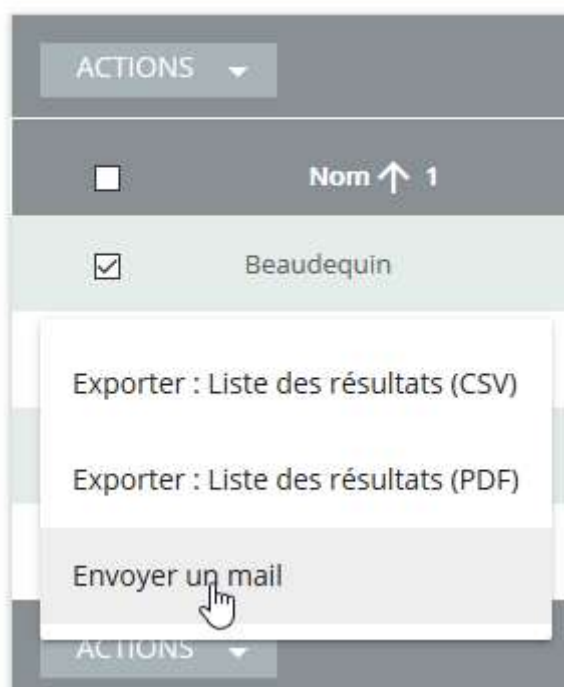 ACTIONS
Nom 1
Beaudequin
Exporter : Liste des résultats (CSV)
Exporter : Liste des résultats (PDF)
Envoyer un mail
ACTIONS